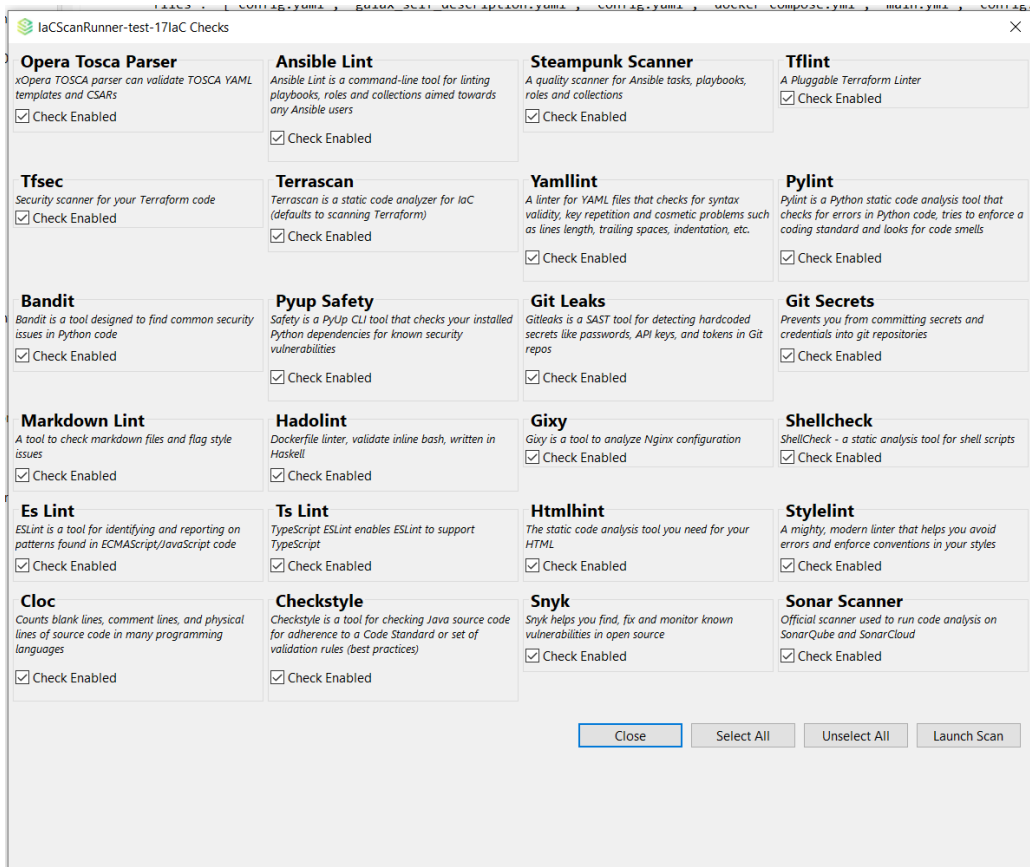 files : [ config.yaml , gaiax_self_description.yaml , config.yaml , docker-compose.yml , main.yml , config
IaCScanRunner-test-17IaC Checks
Opera Tosca Parser
xOpera TOSCA parser can validate TOSCA YAML
templates and CSARs
Check Enabled
Ansible Lint
Ansible Lint is a command-line tool for linting
playbooks, roles and collections aimed towards
any Ansible users
Check Enabled
Steampunk Scanner
A quality scanner for Ansible tasks, playbooks,
roles and collections
Check Enabled
Tflint
A Pluggable Terraform Linter
Check Enabled
Tfsec
Security scanner for your Terraform code
Check Enabled
Terrascan
Terrascan is a static code analyzer for IaC
(defaults to scanning Terraform)
Check Enabled
Yamllint
A linter for YAML files that checks for syntax
validity, key repetition and cosmetic problems such
as lines length, trailing spaces, indentation, etc.
Check Enabled
Pylint
Pylint is a Python static code analysis tool that
checks for errors in Python code, tries to enforce a
coding standard and looks for code smells
Check Enabled
Bandit
Bandit is a tool designed to find common security
issues in Python code
Check Enabled
Pyup Safety
Safety is a PyUp CLI tool that checks your installed
Python dependencies for known security
vulnerabilities
Check Enabled
Git Leaks
Gitleaks is a SAST tool for detecting hardcoded
secrets like passwords, API keys, and tokens in Git
repos
Check Enabled
Git Secrets
Prevents you from committing secrets and
credentials into git repositories
Check Enabled
Markdown Lint
A tool to check markdown files and flag style
issues
Check Enabled
Hadolint
Dockerfile linter, validate inline bash, written in
Haskell
Check Enabled
Gixy
Gixy is a tool to analyze Nginx configuration
Check Enabled
Shellcheck
ShellCheck - a static analysis tool for shell scripts
Check Enabled
Es Lint
ESLint is a tool for identifying and reporting on
patterns found in ECMAScript/JavaScript code
Check Enabled
Ts Lint
TypeScript ESLint enables ESLint to support
TypeScript
Check Enabled
Htmlhint
The static code analysis tool you need for your
HTML
Check Enabled
Stylelint
A mighty, modern linter that helps you avoid
errors and enforce conventions in your styles
Check Enabled
Cloc
Counts blank lines, comment lines, and physical
lines of source code in many programming
languages
Check Enabled
Checkstyle
Checkstyle is a tool for checking Java source code
for adherence to a Code Standard or set of
validation rules (best practices)
Check Enabled
Snyk
Snyk helps you find, fix and monitor known
vulnerabilities in open source
Check Enabled
Sonar Scanner
Official scanner used to run code analysis on
SonarQube and SonarCloud
Check Enabled
Close
Select All
Unselect All
Launch Scan